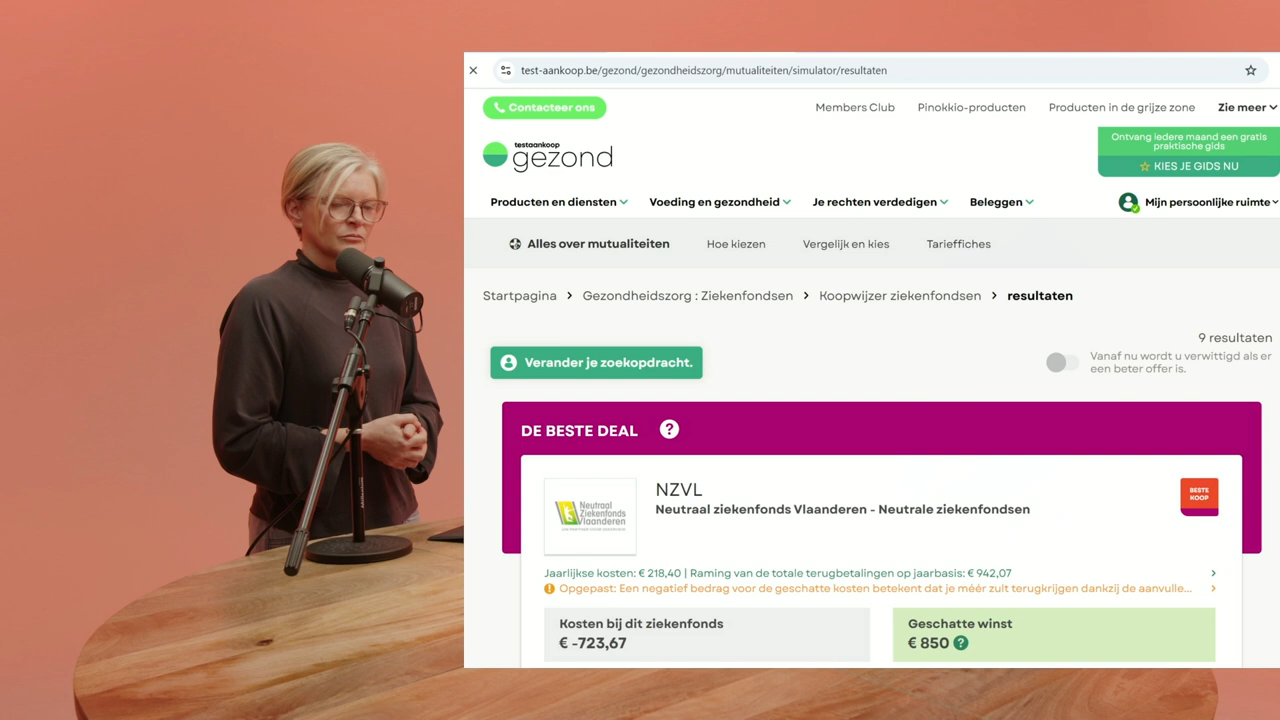 test-aankoop.be/gezond/gezondheidszorg/mutualiteiten/simulator/resultaten
Contacteer ons
Members Club
Pinokkio-producten
Producten in de grijze zone
Zie meer
testaankoop
gezond
Ontvang iedere maand een gratis
praktische gids
KIES JE GIDS NU
Producten en diensten
Voeding en gezondheid
Je rechten verdedigen
Beleggen
Mijn persoonlijke ruimte
Alles over mutualiteiten
Hoe kiezen
Vergelijk en kies
Tarieffiches
Startpagina > Gezondheidszorg : Ziekenfondsen > Koopwijzer ziekenfondsen > resultaten
9 resultaten
Verander je zoekopdracht.
Vanaf nu wordt u verwittigd als er
een beter offer is.
DE BESTE DEAL ?
Neutraal
Ziekenfonds
Vlaanderen
NZVL
Neutraal ziekenfonds Vlaanderen - Neutrale ziekenfondsen
BESTE
KOOP
Jaarlijkse kosten: € 218,40 | Raming van de totale terugbetalingen op jaarbasis: € 942,07
Opgepast: Een negatief bedrag voor de geschatte kosten betekent dat je méér zult terugkrijgen dankzij de aanvulle...
Kosten bij dit ziekenfonds
€ -723,67
Geschatte winst
€ 850 ?